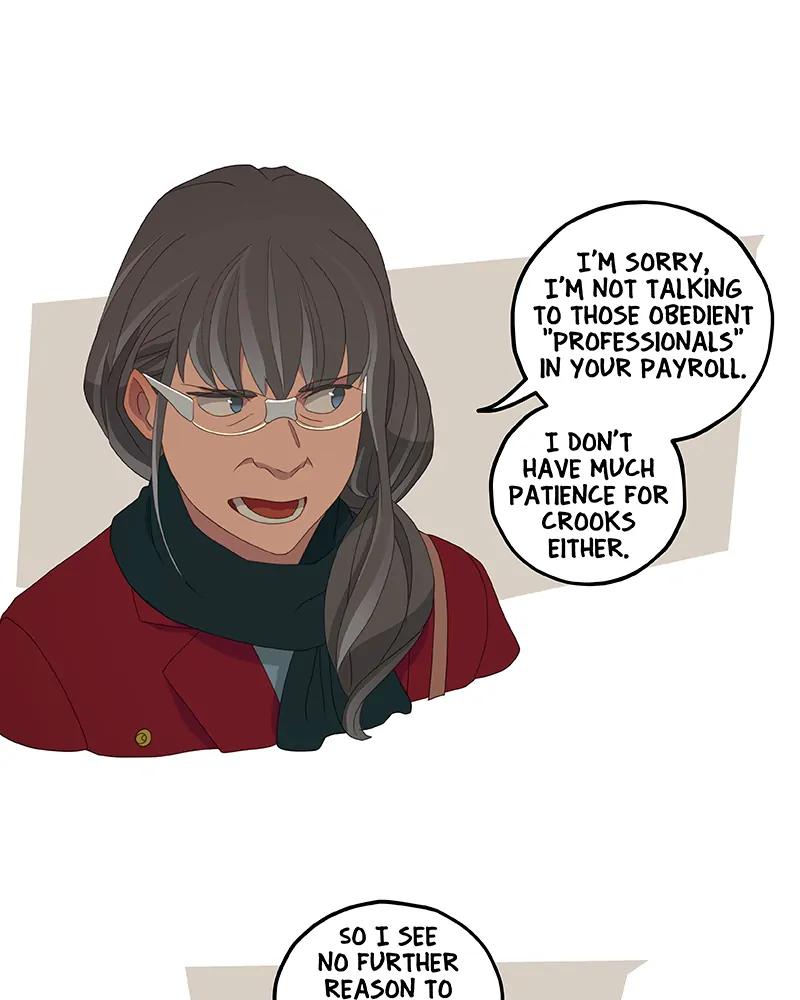 I'M SORRY,
I'M NOT TALKING
TO THOSE OBEDIENT
"PROFESSIONALS"
IN YOUR PAYROLL.
I DON'T
HAVE MUCH
PATIENCE FOR
CROOKS
EITHER.
SO I SEE
NO FURTHER
REASON TO